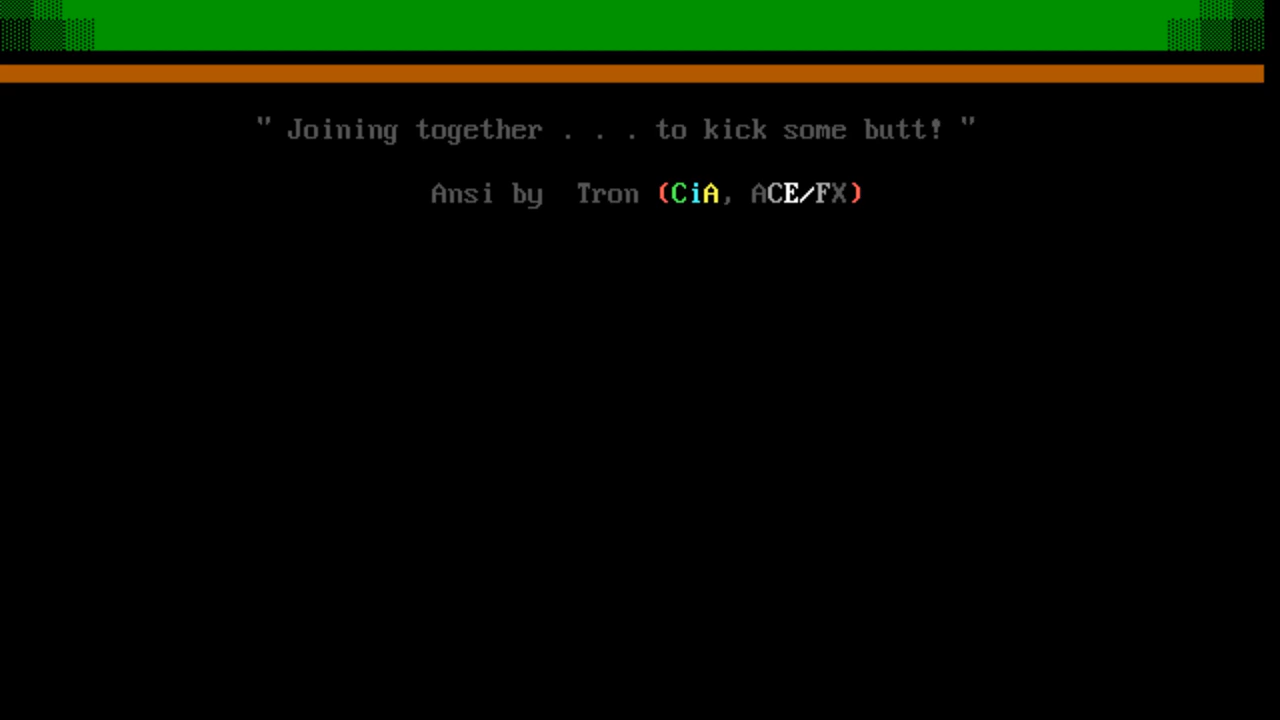 " Joining together . . . to kick some butt! "
Ansi by  Tron (CiA, ACE/FX)